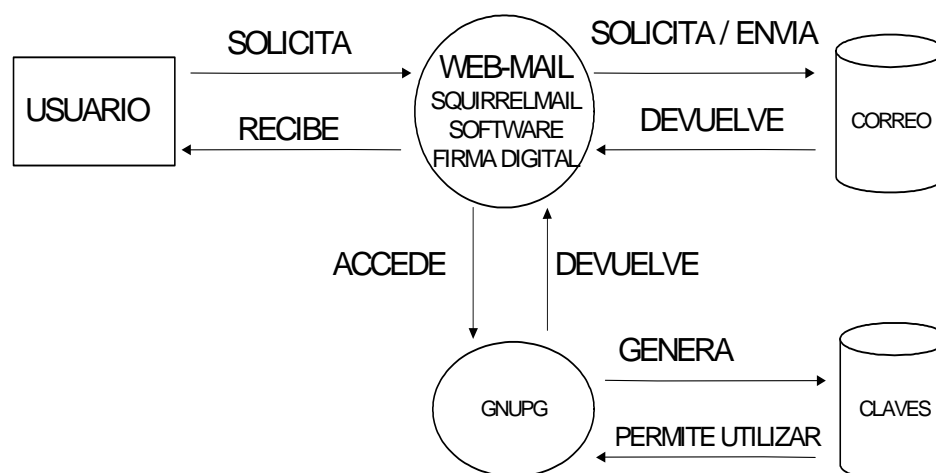 SOLICITA
SOLICITA / ENVIA
WEB-MAIL
SQUIRRELMAIL
SOFTWARE
FIRMA DIGITAL
USUARIO
RECIBE
DEVUELVE
CORREO
ACCEDE
DEVUELVE
GENERA
GNUPG
CLAVES
PERMITE UTILIZAR